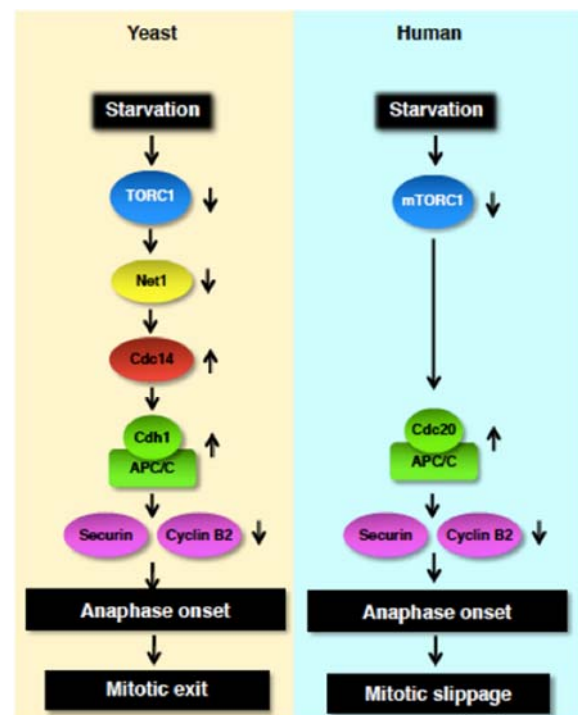 Yeast
Starvation
TORC1
Net1
Cdc14
Cdh1
APC/C
Securin Cyclin B2
Anaphase onset
Mitotic exit
Human
Starvation
mTORC1
Cdc20
APC/C
Securin Cyclin B2
Anaphase onset
Mitotic slippage